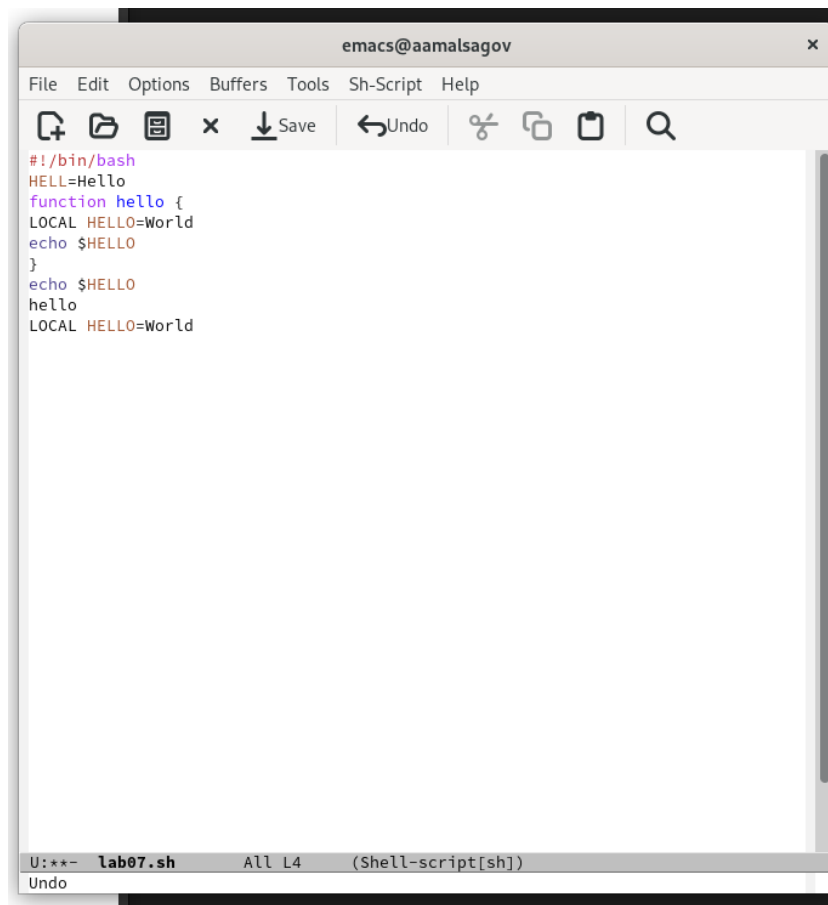 emacs@aamalsagov
File Edit Options Buffers Tools Sh-Script Help
Save Undo
#!/bin/bash
HELL=Hello
function hello {
LOCAL HELLO=World
echo $HELLO
}
echo $HELLO
hello
LOCAL HELLO=World
U:**- lab07.sh All L4 (Shell-script[sh])
Undo